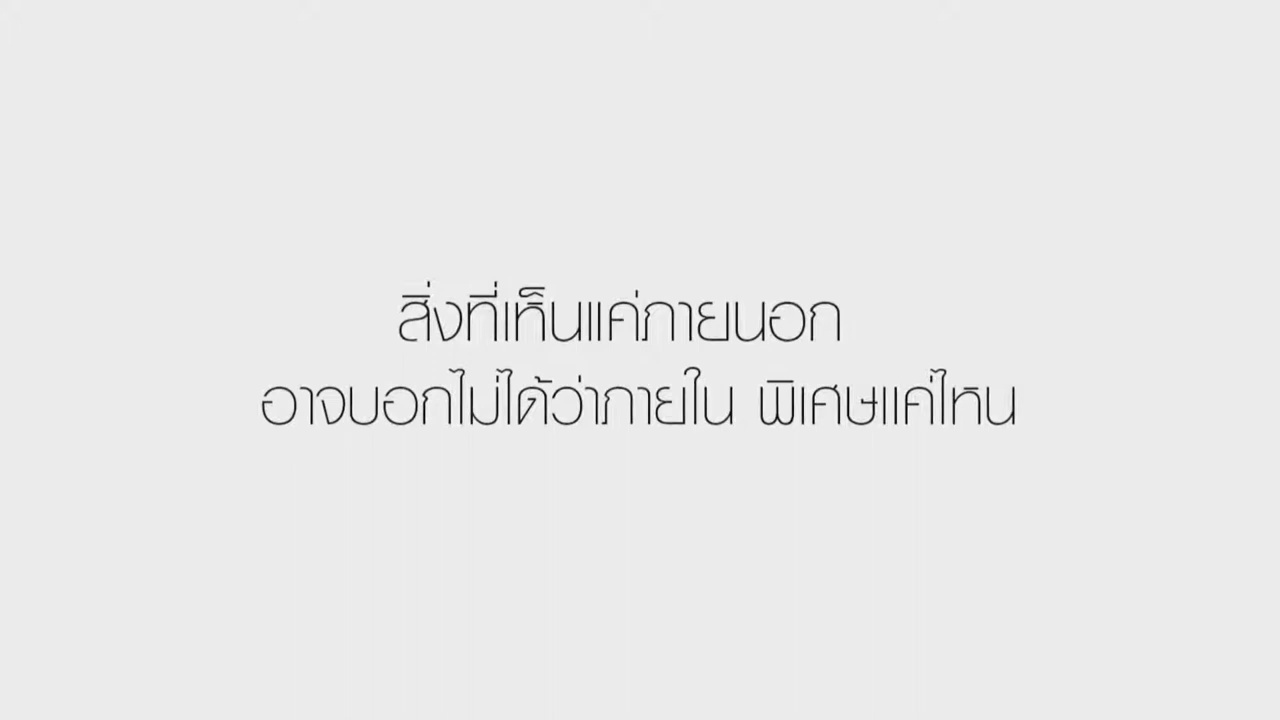 สิ่งที่เห็นแค่ภายนอก
อาจบอกไม่ได้ว่าภายใน พิเศษแค่ไหน